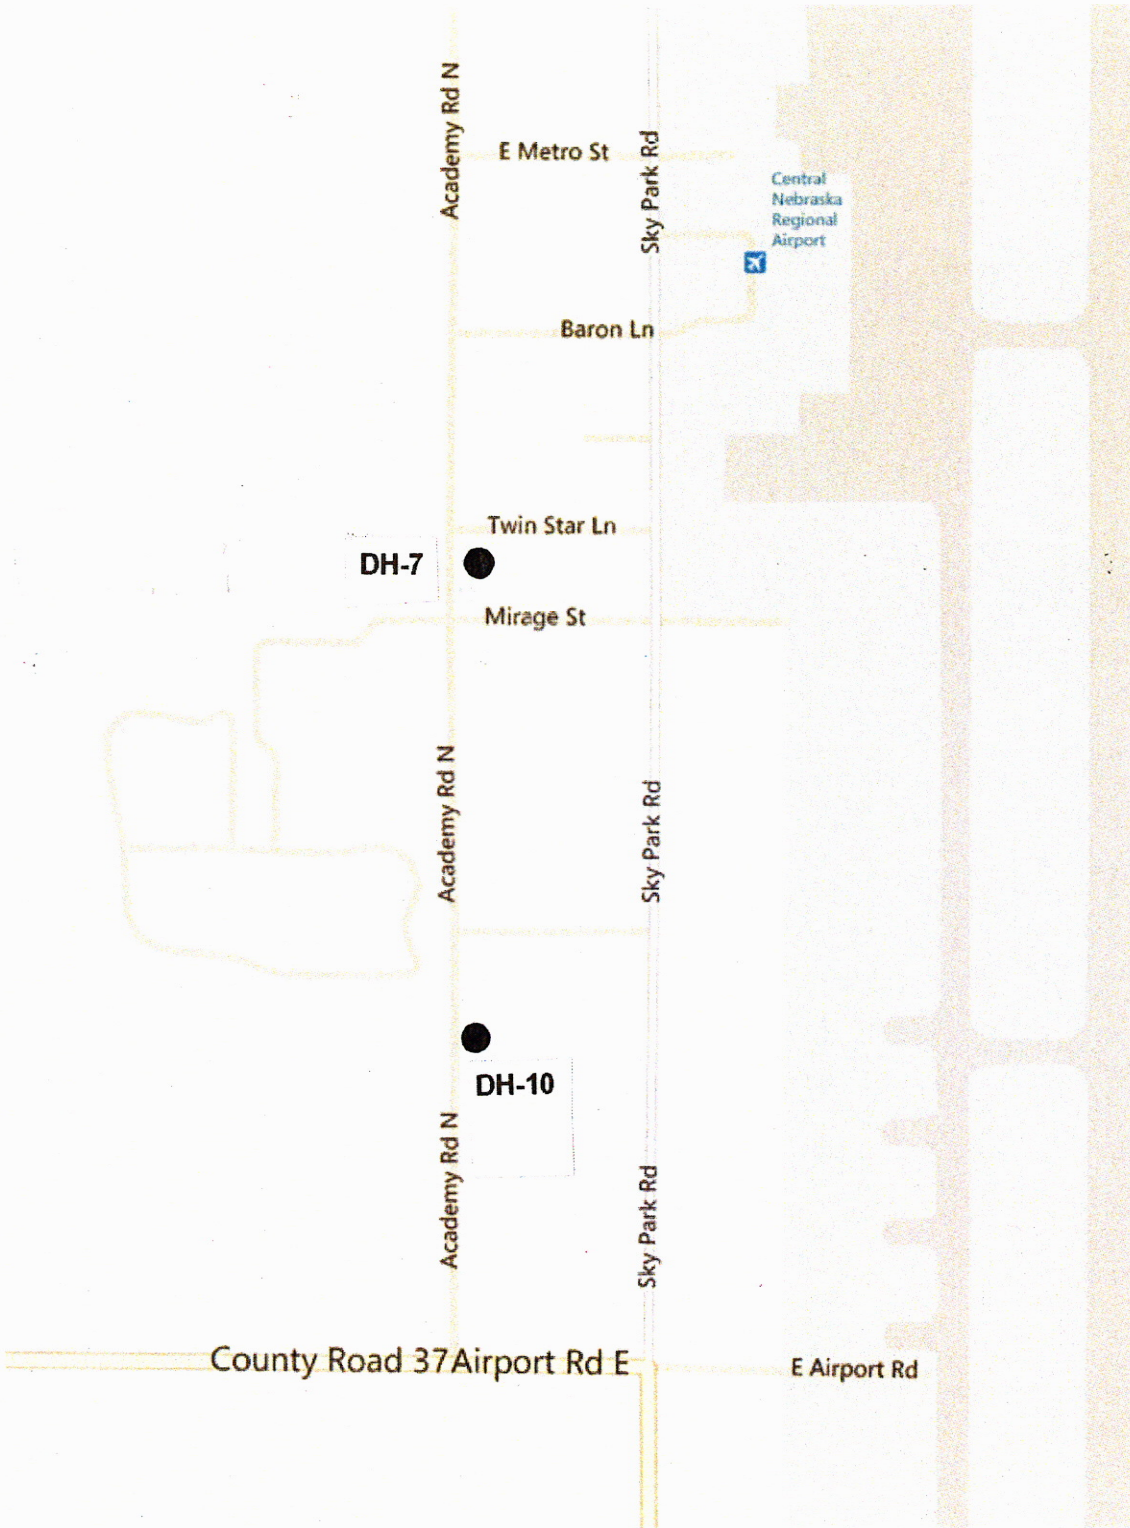 Academy Rd N
E Metro St
Sky Park Rd
Central
Nebraska
Regional
Airport
Baron Ln
Twin Star Ln
DH-7
Mirage St
Academy Rd N
Sky Park Rd
DH-10
Academy Rd N
Sky Park Rd
County Road 37Airport Rd E
E Airport Rd